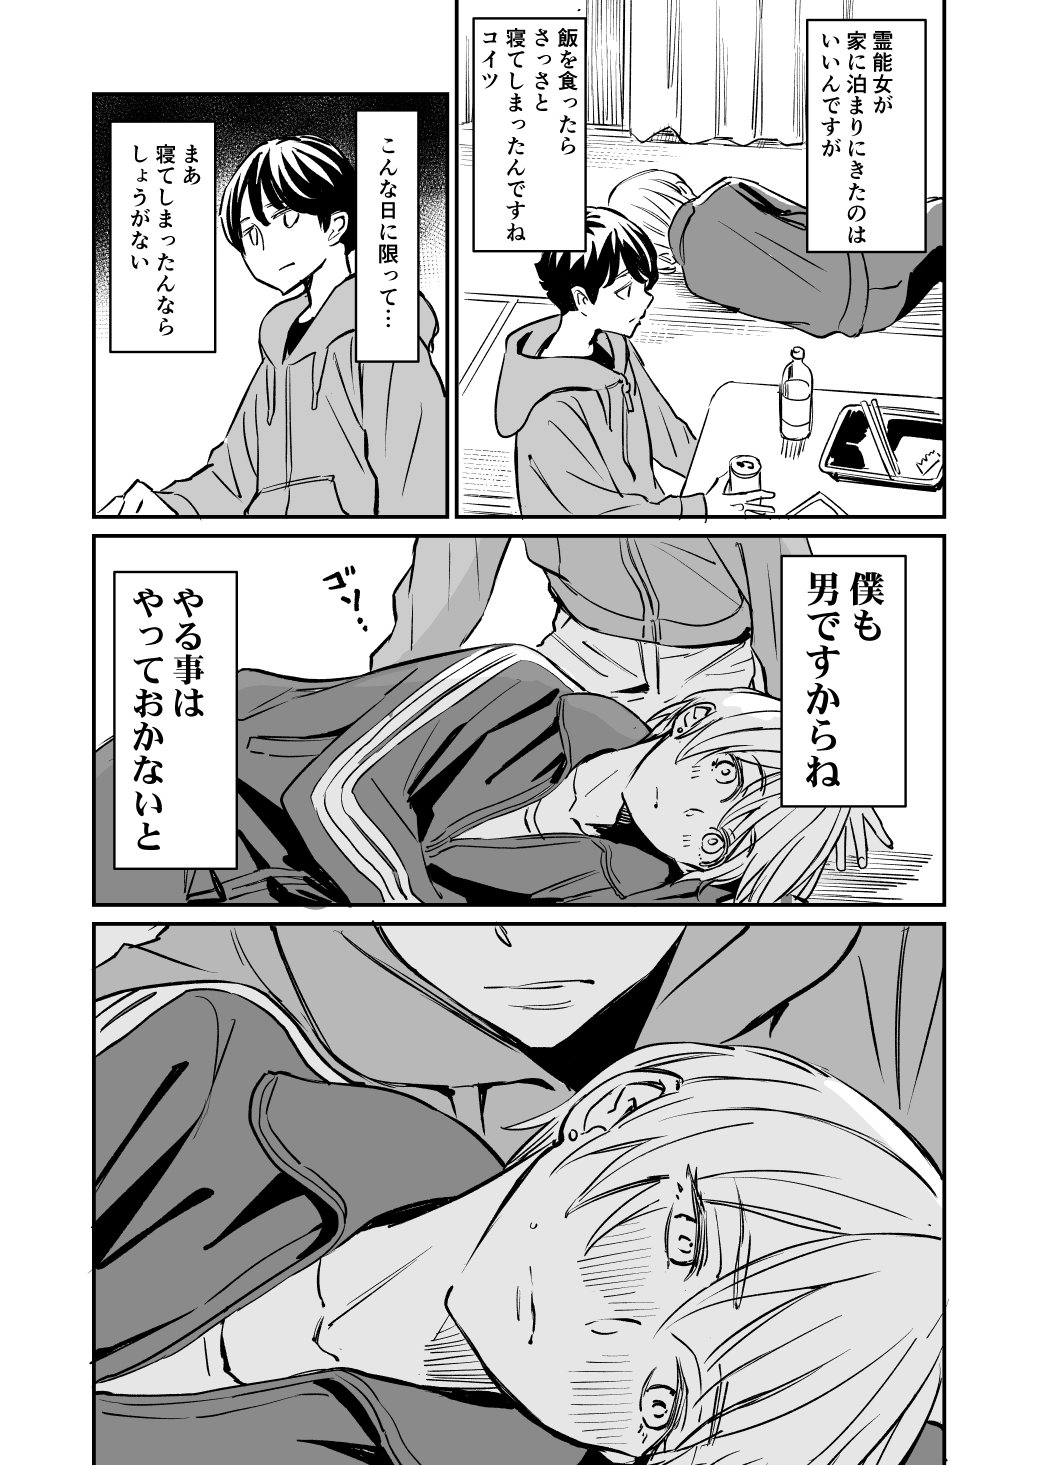 霊能女が
家に泊まりにきたのは
いいんですが
飯を食ったら
さっさと
寝てしまったんですね
コイツ
こんな日に限って…
まあ
寝てしまったんなら
しょうがない
僕も
男ですからね
ゴソ…
やる事は
やっておかないと